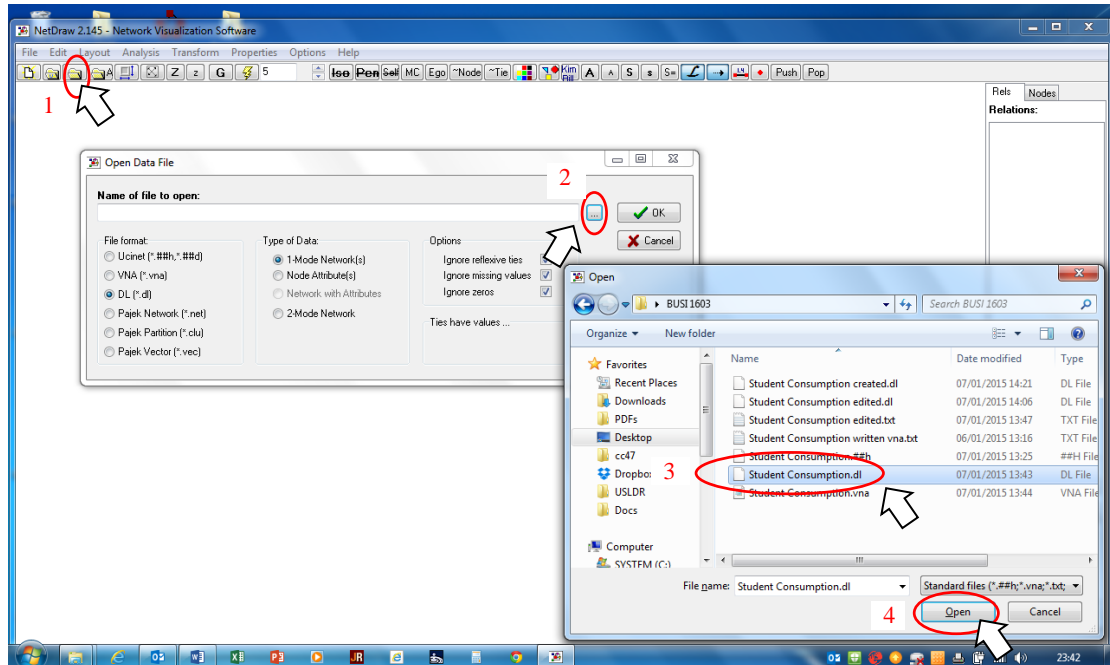 NetDraw 2.145 - Network Visualization Software
File Edit Layout Analysis Transform Properties Options Help
A Z z G 5 Iso Pen Self MC Ego ~Node ~Tie Kim A A S s S= L Push Pop
1
Rels Nodes
Relations:
Open Data File
2
Name of file to open:
... OK
Cancel
File format:
Ucinet (*.##h,*.##d)
VNA (*.vna)
DL (*.dl)
Pajek Network (*.net)
Pajek Partition (*.clu)
Pajek Vector (*.vec)
Type of Data:
1-Mode Network(s)
Node Attribute(s)
Network with Attributes
2-Mode Network
Options
Ignore reflexive ties
Ignore missing values
Ignore zeros
Ties have values ...
Open
BUSI 1603
Search BUSI 1603
Organize New folder
Favorites
Recent Places
Downloads
PDFs
Desktop
cc47
Dropbox
USLDR
Docs
Computer
SYSTEM (C:)
Name Date modified Type
Student Consumption created.dl 07/01/2015 14:21 DL File
Student Consumption edited.dl 07/01/2015 14:06 DL File
Student Consumption edited.txt 07/01/2015 13:47 TXT File
Student Consumption written vna.txt 06/01/2015 13:16 TXT File
Student Consumption.##h 07/01/2015 13:25 ##H File
3 Student Consumption.dl 07/01/2015 13:43 DL File
Student Consumption.vna 07/01/2015 13:44 VNA File
File name: Student Consumption.dl Standard files (*.##h;*.vna;*.txt;
4 Open Cancel
23:42